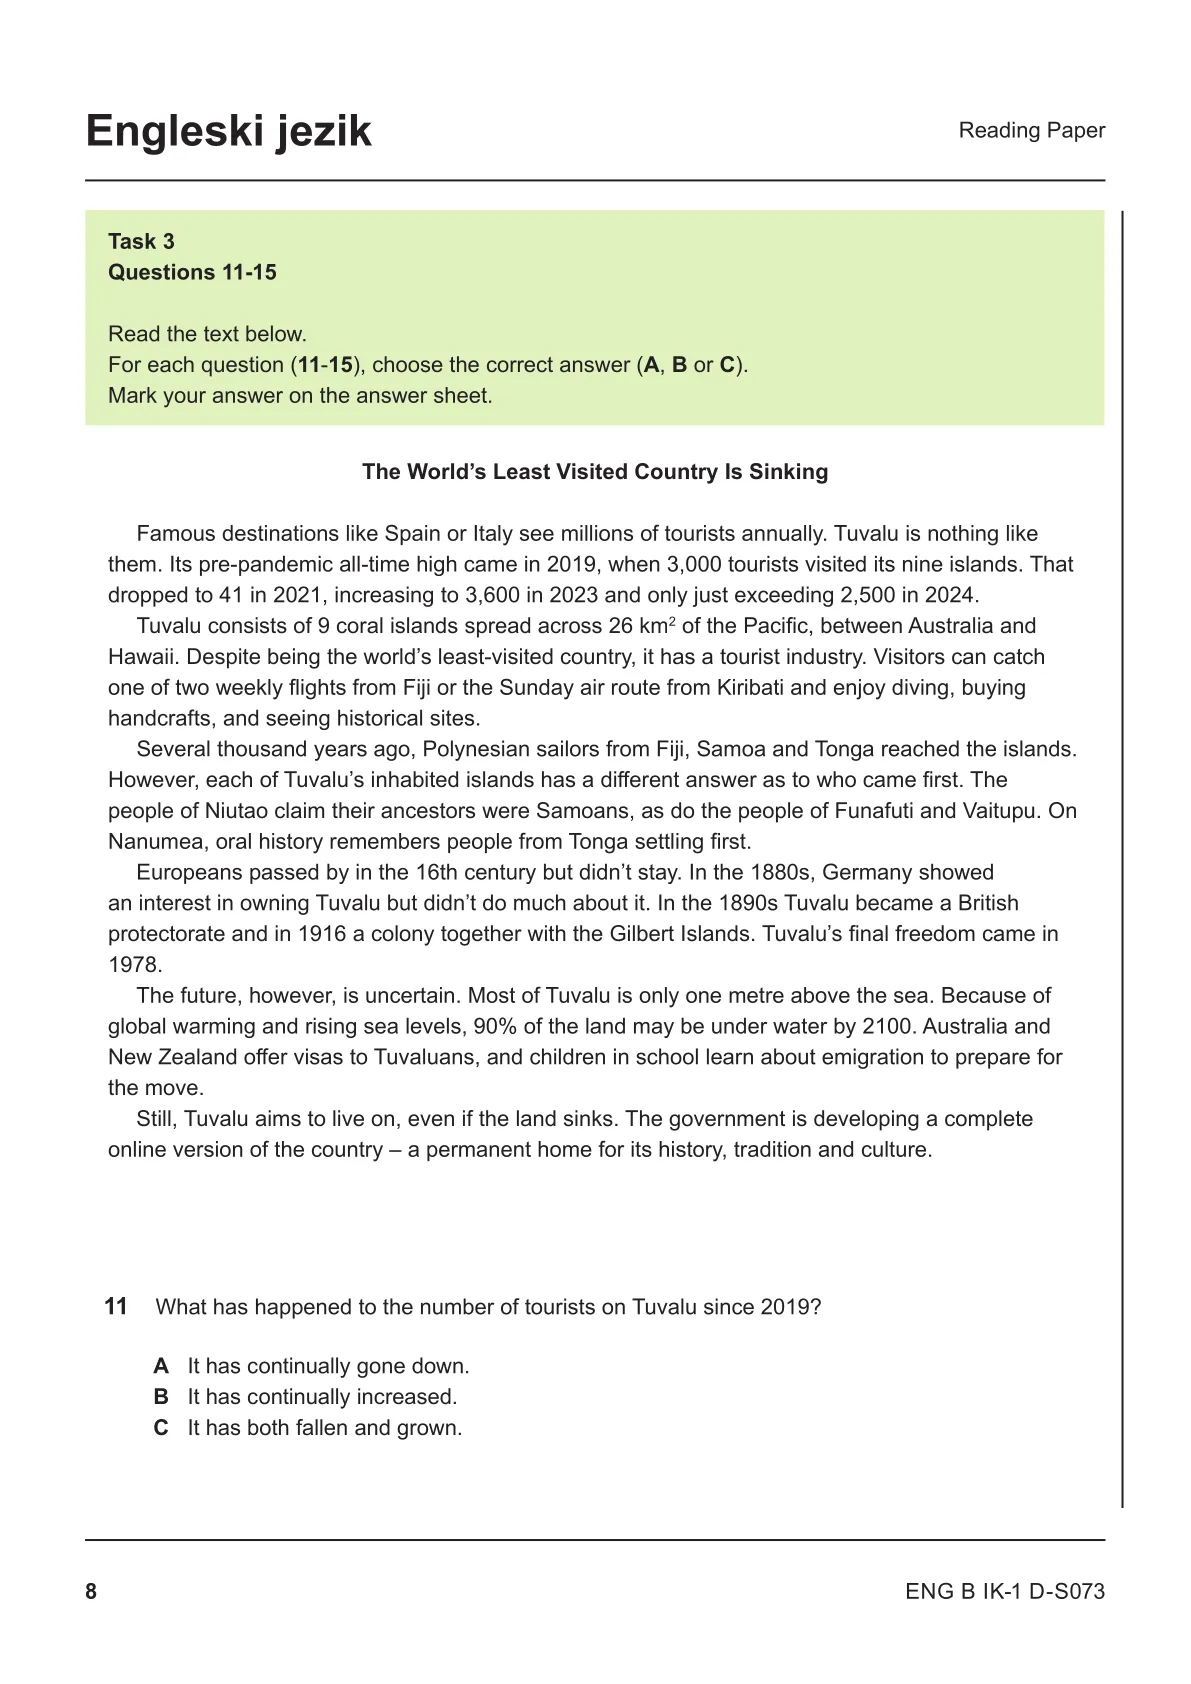 Engleski jezik
Reading Paper
Task 3
Questions 11-15
Read the text below.
For each question (11-15), choose the correct answer (A, B or C).
Mark your answer on the answer sheet.
The World’s Least Visited Country Is Sinking
Famous destinations like Spain or Italy see millions of tourists annually. Tuvalu is nothing like
them. Its pre-pandemic all-time high came in 2019, when 3,000 tourists visited its nine islands. That
dropped to 41 in 2021, increasing to 3,600 in 2023 and only just exceeding 2,500 in 2024.
Tuvalu consists of 9 coral islands spread across 26 km² of the Pacific, between Australia and
Hawaii. Despite being the world’s least-visited country, it has a tourist industry. Visitors can catch
one of two weekly flights from Fiji or the Sunday air route from Kiribati and enjoy diving, buying
handcrafts, and seeing historical sites.
Several thousand years ago, Polynesian sailors from Fiji, Samoa and Tonga reached the islands.
However, each of Tuvalu’s inhabited islands has a different answer as to who came first. The
people of Niutao claim their ancestors were Samoans, as do the people of Funafuti and Vaitupu. On
Nanumea, oral history remembers people from Tonga settling first.
Europeans passed by in the 16th century but didn’t stay. In the 1880s, Germany showed
an interest in owning Tuvalu but didn’t do much about it. In the 1890s Tuvalu became a British
protectorate and in 1916 a colony together with the Gilbert Islands. Tuvalu’s final freedom came in
1978.
The future, however, is uncertain. Most of Tuvalu is only one metre above the sea. Because of
global warming and rising sea levels, 90% of the land may be under water by 2100. Australia and
New Zealand offer visas to Tuvaluans, and children in school learn about emigration to prepare for
the move.
Still, Tuvalu aims to live on, even if the land sinks. The government is developing a complete
online version of the country – a permanent home for its history, tradition and culture.
11 What has happened to the number of tourists on Tuvalu since 2019?
A It has continually gone down.
B It has continually increased.
C It has both fallen and grown.
8
ENG B IK-1 D-S073